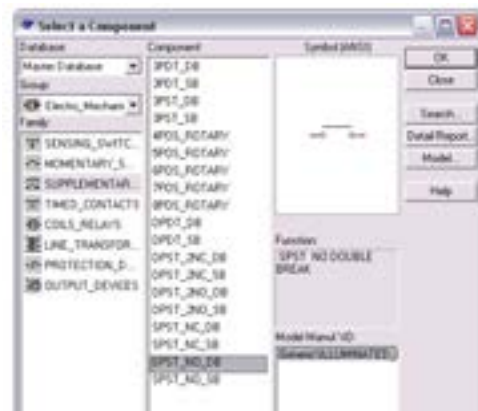 Select a Component
Database
Master Database
Group
Electro_Mechan
Family
SENSING_SWITC...
MOMENTARY_S...
SUPPLEMENTAR...
TIMED_CONTACTS
COILS_RELAYS
LINE_TRANSFOR...
PROTECTION_D...
OUTPUT_DEVICES
Component
3PDT_DB
3PDT_SB
3PST_DB
3PST_SB
4POS_ROTARY
5POS_ROTARY
6POS_ROTARY
7POS_ROTARY
8POS_ROTARY
DPDT_DB
DPDT_SB
DPST_2NC_DB
DPST_2NC_SB
DPST_2NO_DB
DPST_2NO_SB
SPST_NC_DB
SPST_NC_SB
SPST_NO_DB
SPST_NO_SB
Symbol (ANSI)
Function
SPST NO DOUBLE
BREAK
Model Manuf.\ID
Generic\ILLUMINATED
OK
Close
Search...
Detail Report...
Model...
Help